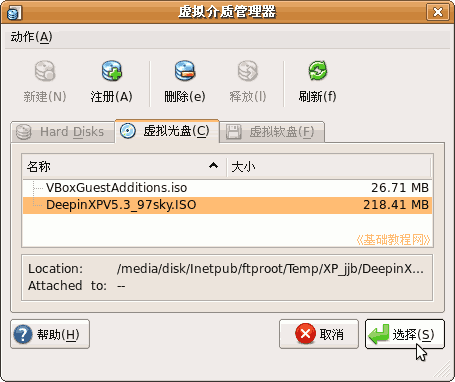 虚拟介质管理器
动作(A)
新建(N) 注册(A) 删除(e) 释放(l) 刷新(f)
Hard Disks 虚拟光盘(C) 虚拟软盘(F)
名称 大小
VBoxGuestAdditions.iso 26.71 MB
DeepinXPV5.3_97sky.ISO 218.41 MB
《基础教程网》
Location: /media/disk/Inetpub/ftproot/Temp/XP_jjb/DeepinX...
Attached to: --
帮助(H) 取消 选择(S)